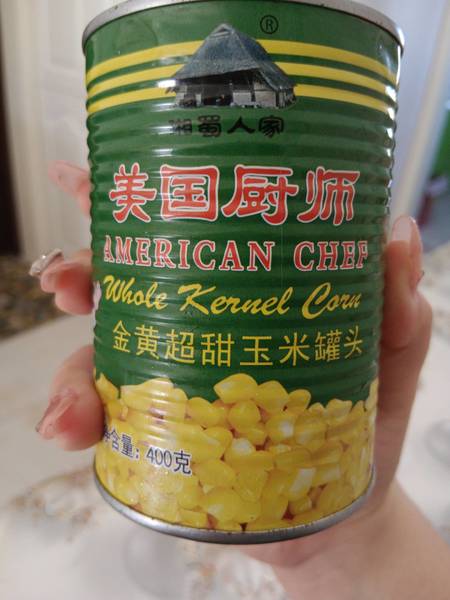 ®
湘蜀人家
美国厨师
AMERICAN CHEF
Whole Kernel Corn
金黄超甜玉米罐头
含量: 400克